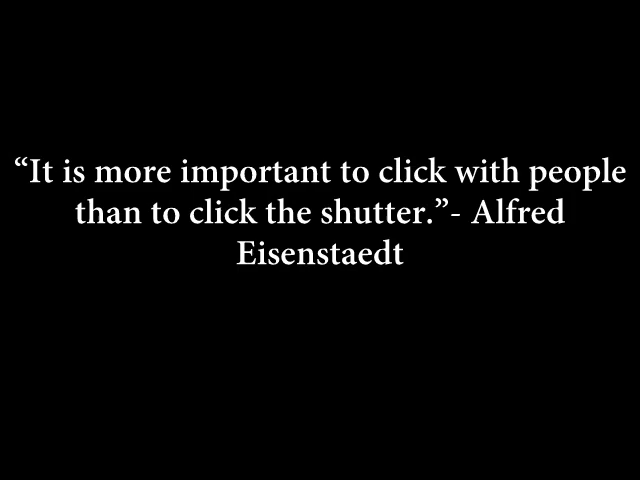 “It is more important to click with people
than to click the shutter.”- Alfred
Eisenstaedt